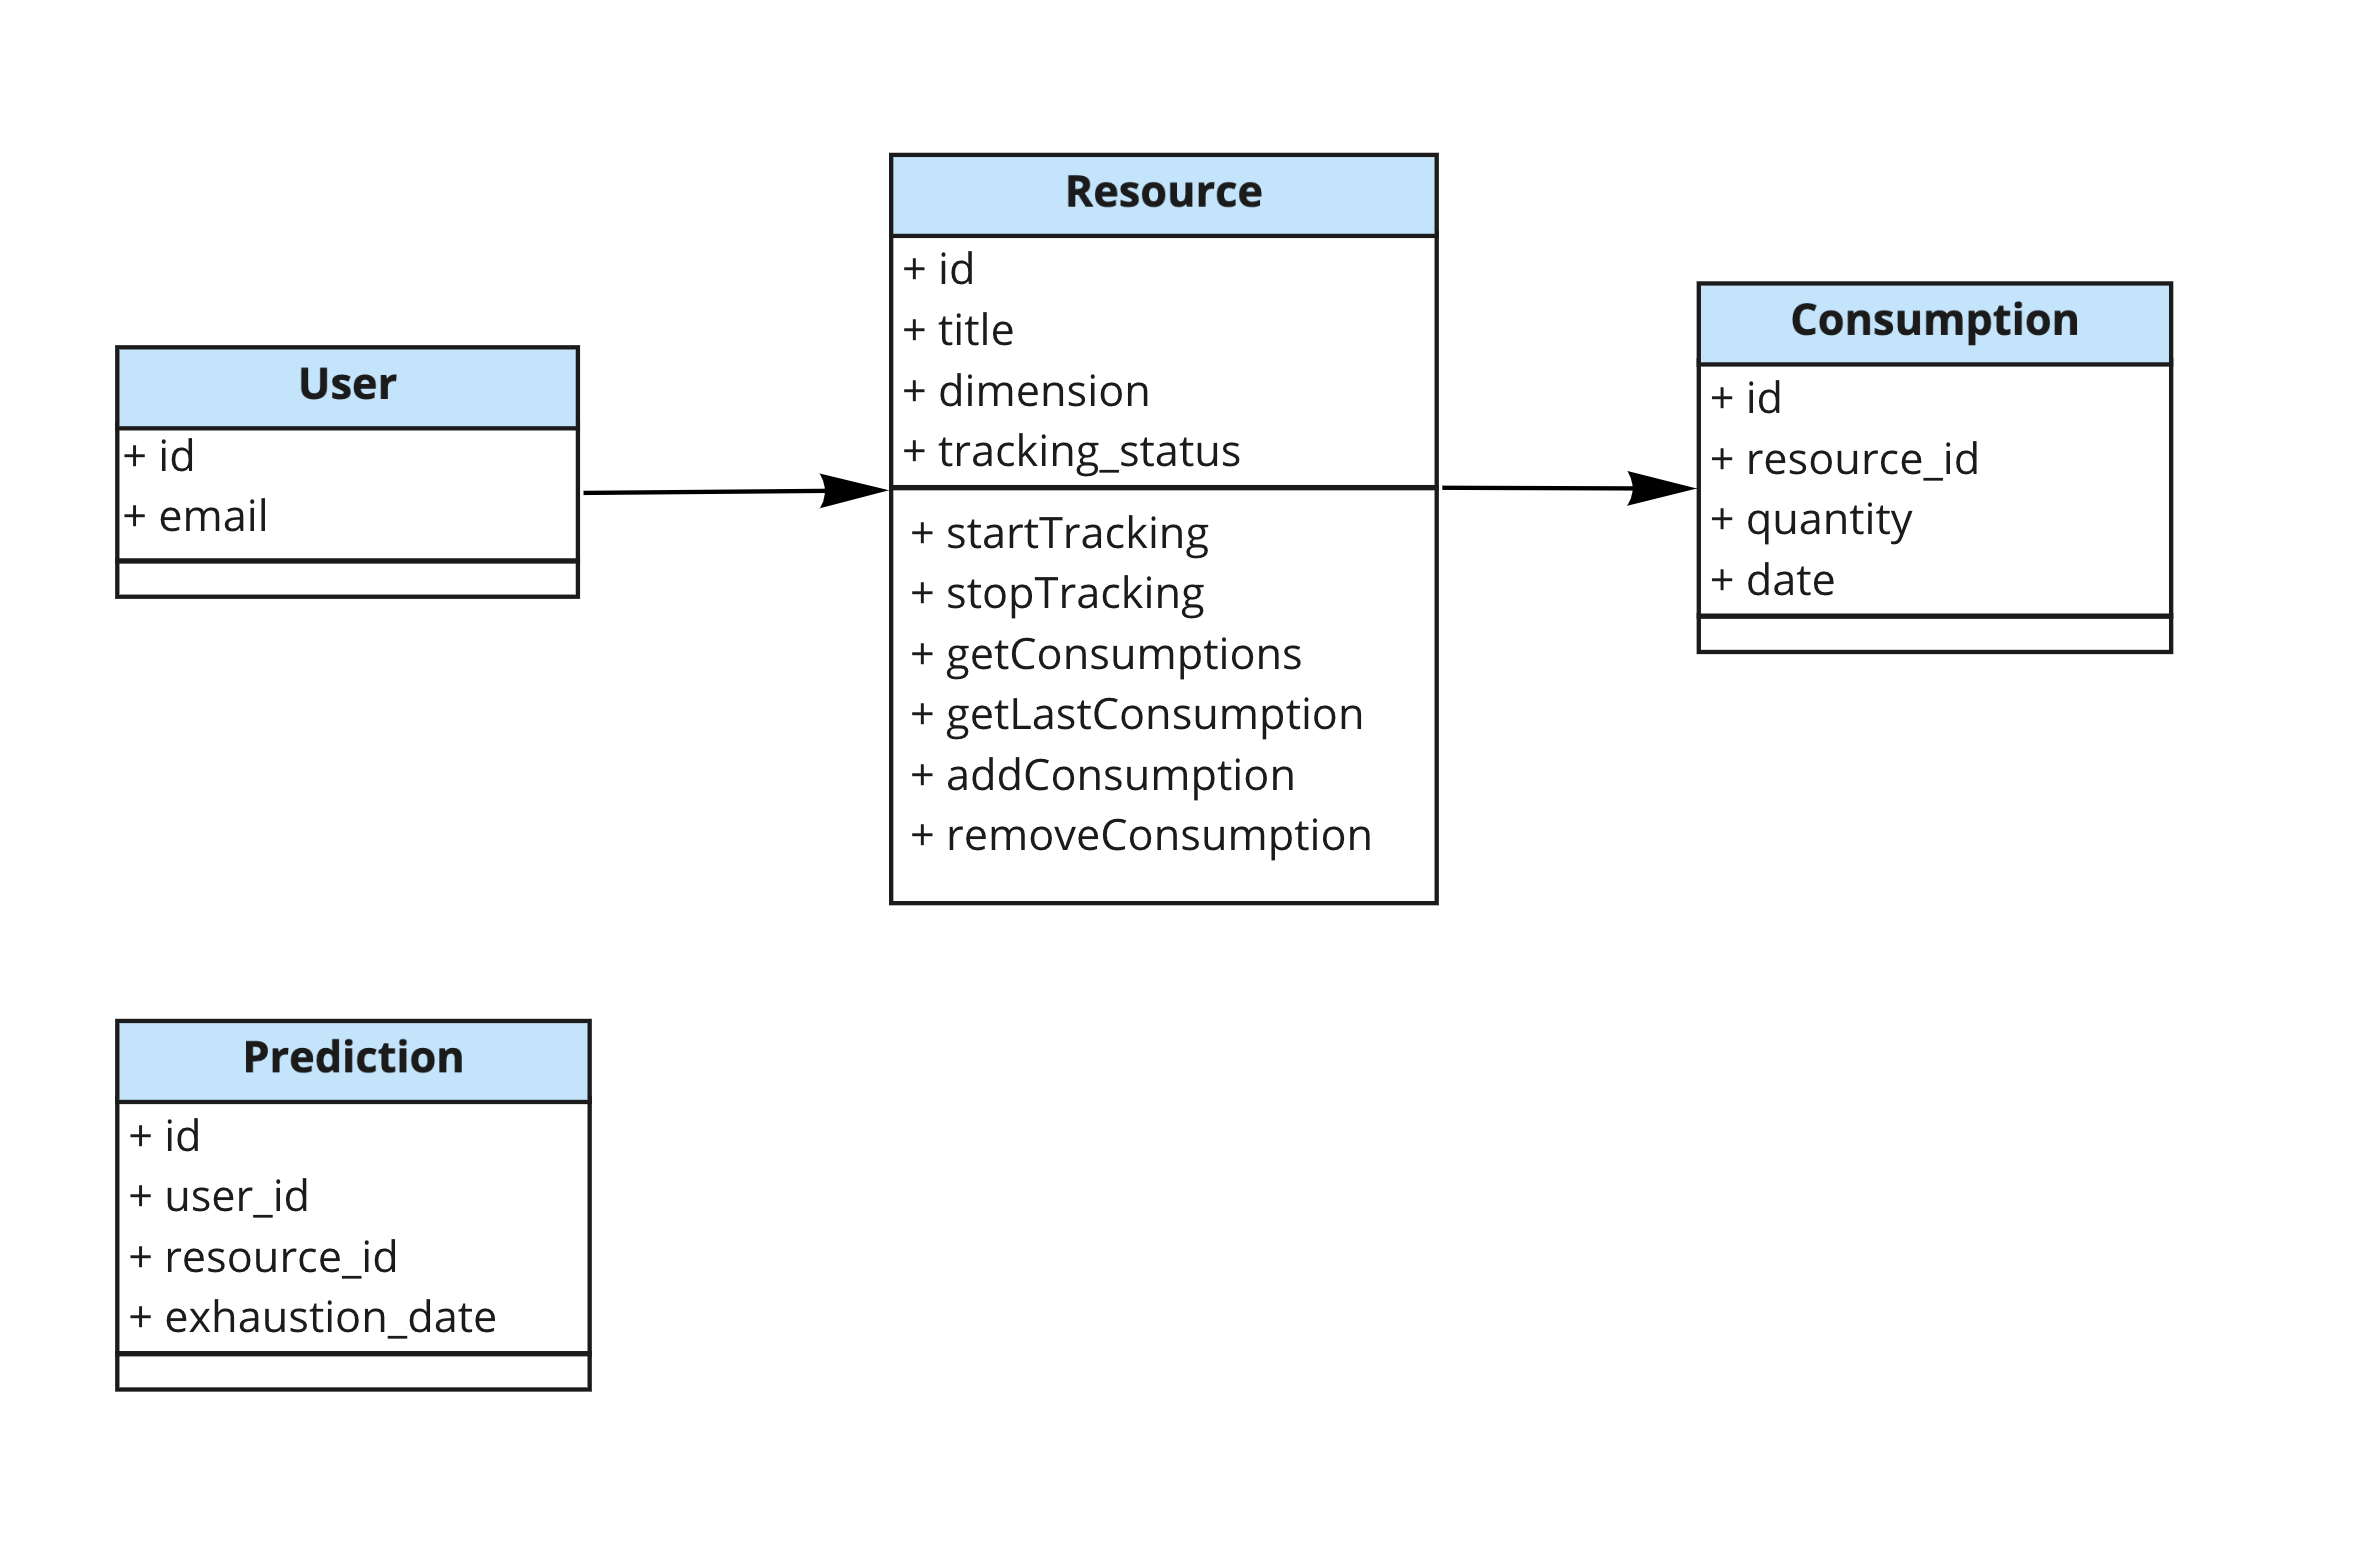 User
+ id
+ email
Resource
+ id
+ title
+ dimension
+ tracking_status
+ startTracking
+ stopTracking
+ getConsumptions
+ getLastConsumption
+ addConsumption
+ removeConsumption
Consumption
+ id
+ resource_id
+ quantity
+ date
Prediction
+ id
+ user_id
+ resource_id
+ exhaustion_date